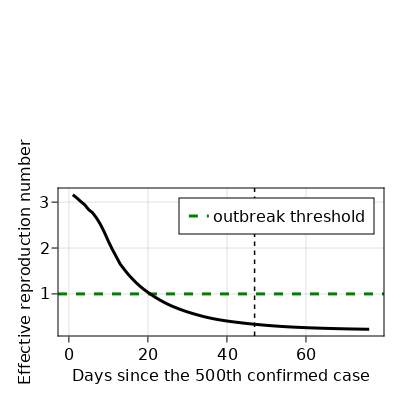 Effective reproduction number
3
2
1
outbreak threshold
0 20 40 60
Days since the 500th confirmed case